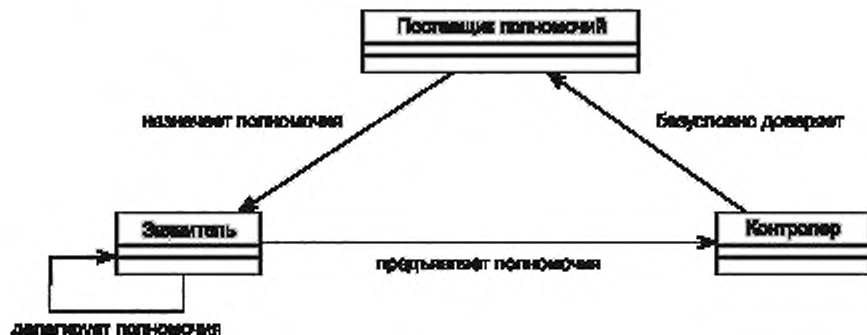 Поставщик полномочий
назначает полномочия
безусловно доверяет
Заявитель
Контролер
предъявляет полномочия
делегирует полномочия